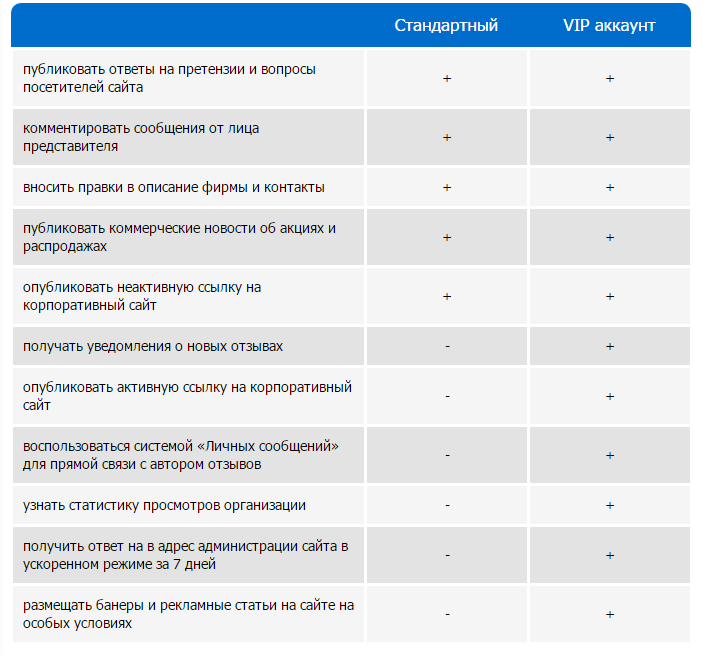 Стандартный VIP аккаунт
публиковать ответы на претензии и вопросы
посетителей сайта
+ +
комментировать сообщения от лица
представителя
+ +
вносить правки в описание фирмы и контакты + +
публиковать коммерческие новости об акциях и
распродажах
+ +
опубликовать неактивную ссылку на
корпоративный сайт
+ +
получать уведомления о новых отзывах - +
опубликовать активную ссылку на корпоративный
сайт
- +
воспользоваться системой «Личных сообщений»
для прямой связи с автором отзывов
- +
узнать статистику просмотров организации - +
получить ответ на в адрес администрации сайта в
ускоренном режиме за 7 дней
- +
размещать банеры и рекламные статьи на сайте на
особых условиях
- +